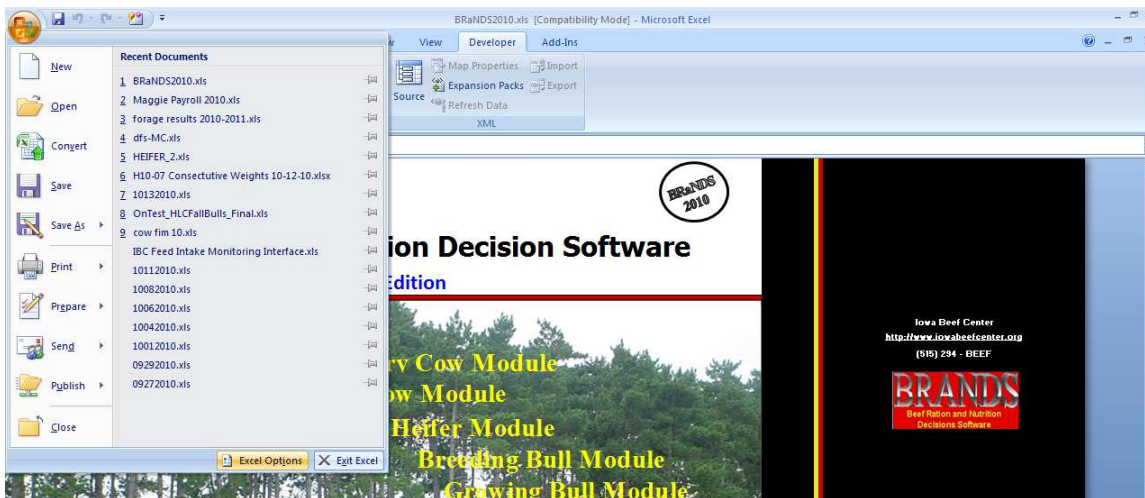 BRaNDS2010.xls [Compatibility Mode] - Microsoft Excel
View Developer Add-Ins
New
Open
Convert
Save
Save As
Print
Prepare
Send
Publish
Close
Recent Documents
1 BRaNDS2010.xls
2 Maggie Payroll 2010.xls
3 forage results 2010-2011.xls
4 dfs-MC.xls
5 HEIFER_2.xls
6 H10-07 Consectutive Weights 10-12-10.xlsx
7 10132010.xls
8 OnTest_HLCFallBulls_Final.xls
9 cow fim 10.xls
IBC Feed Intake Monitoring Interface.xls
10112010.xls
10082010.xls
10062010.xls
10042010.xls
10012010.xls
09292010.xls
09272010.xls
Excel Options Exit Excel
Source
Map Properties Import
Expansion Packs Export
Refresh Data
XML
BRaNDS
2010
ion Decision Software
Edition
ry Cow Module
ow Module
Heifer Module
Breeding Bull Module
Growing Bull Module
Iowa Beef Center
http://www.iowabeefcenter.org
(515) 294 - BEEF
BRANDS
Beef Ration and Nutrition
Decisions Software